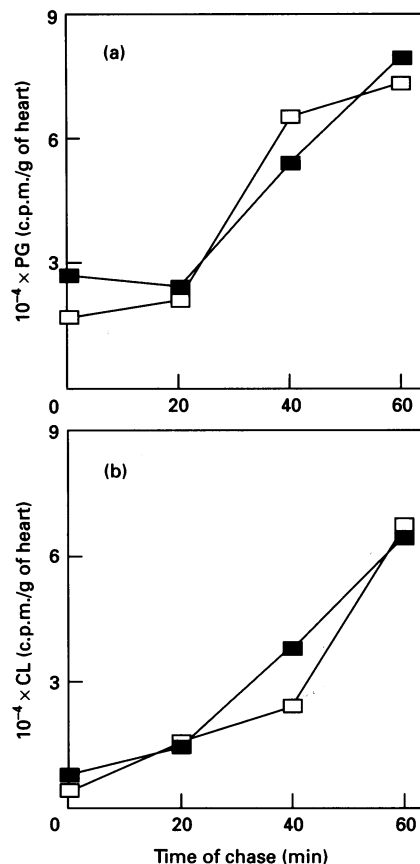 9
(a)
6
3
10⁻⁴ × PG (c.p.m./g of heart)
0 20 40 60
9
(b)
6
3
10⁻⁴ × CL (c.p.m./g of heart)
0 20 40 60
Time of chase (min)